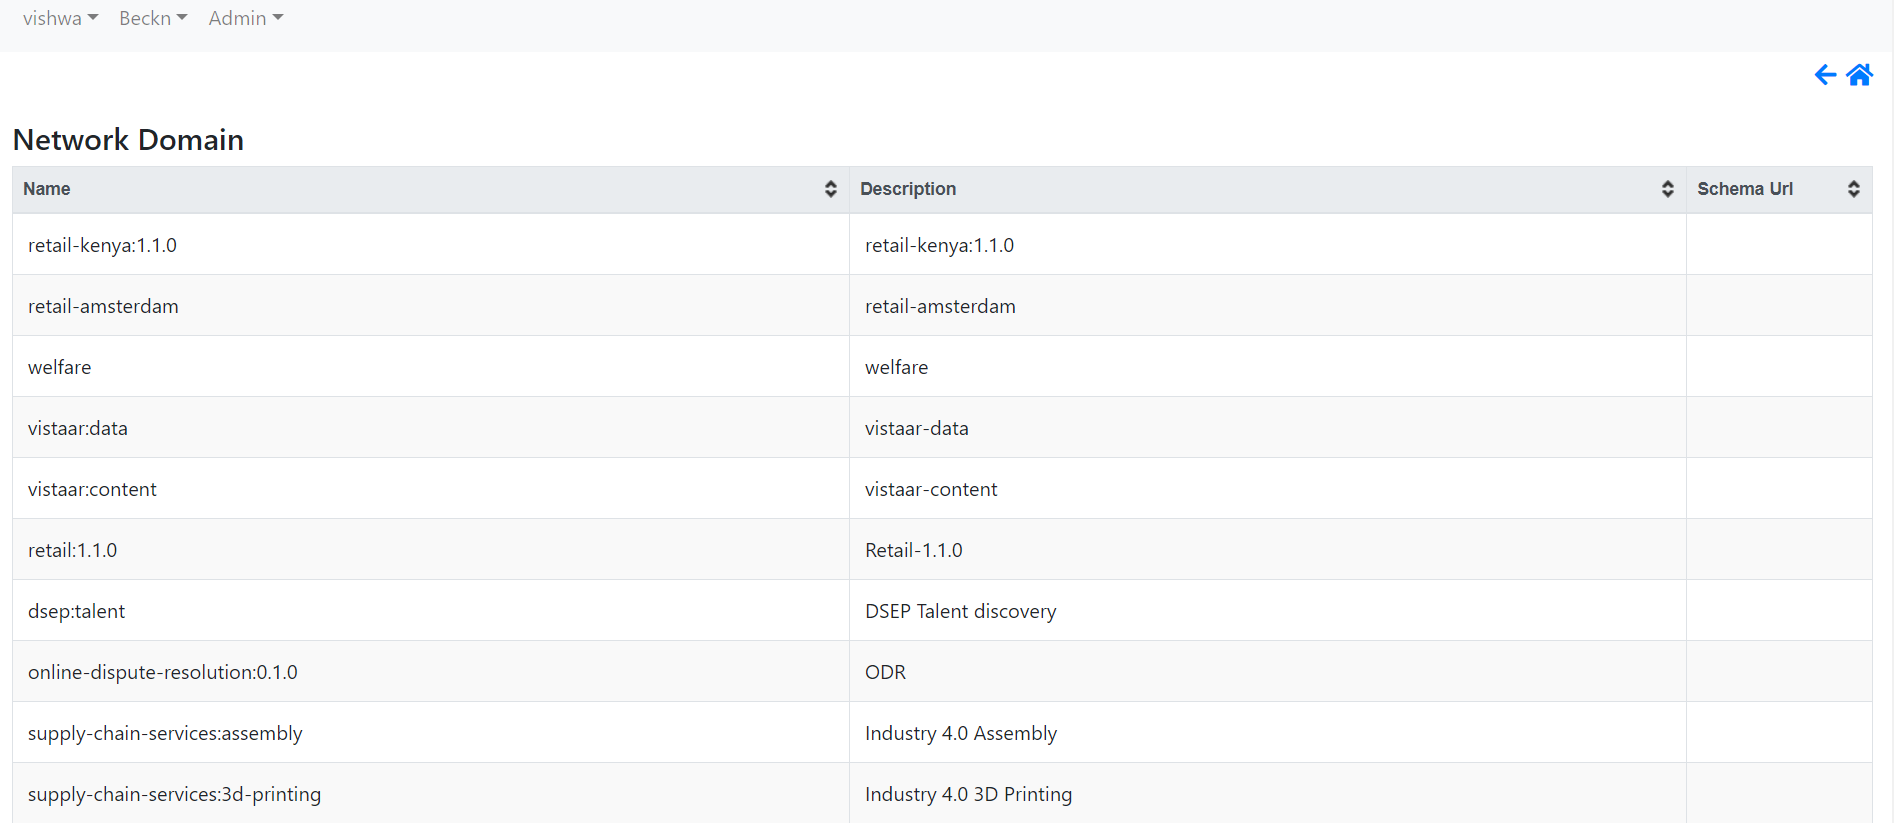 vishwa Beckn Admin
Network Domain
Name Description Schema Url
retail-kenya:1.1.0 retail-kenya:1.1.0
retail-amsterdam retail-amsterdam
welfare welfare
vistaar:data vistaar-data
vistaar:content vistaar-content
retail:1.1.0 Retail-1.1.0
dsep:talent DSEP Talent discovery
online-dispute-resolution:0.1.0 ODR
supply-chain-services:assembly Industry 4.0 Assembly
supply-chain-services:3d-printing Industry 4.0 3D Printing